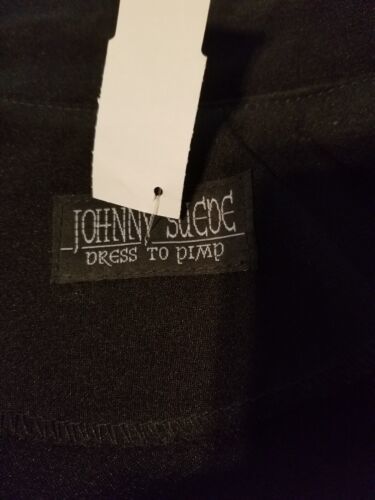 JOHNNY SUEDE
DRESS TO PIMP